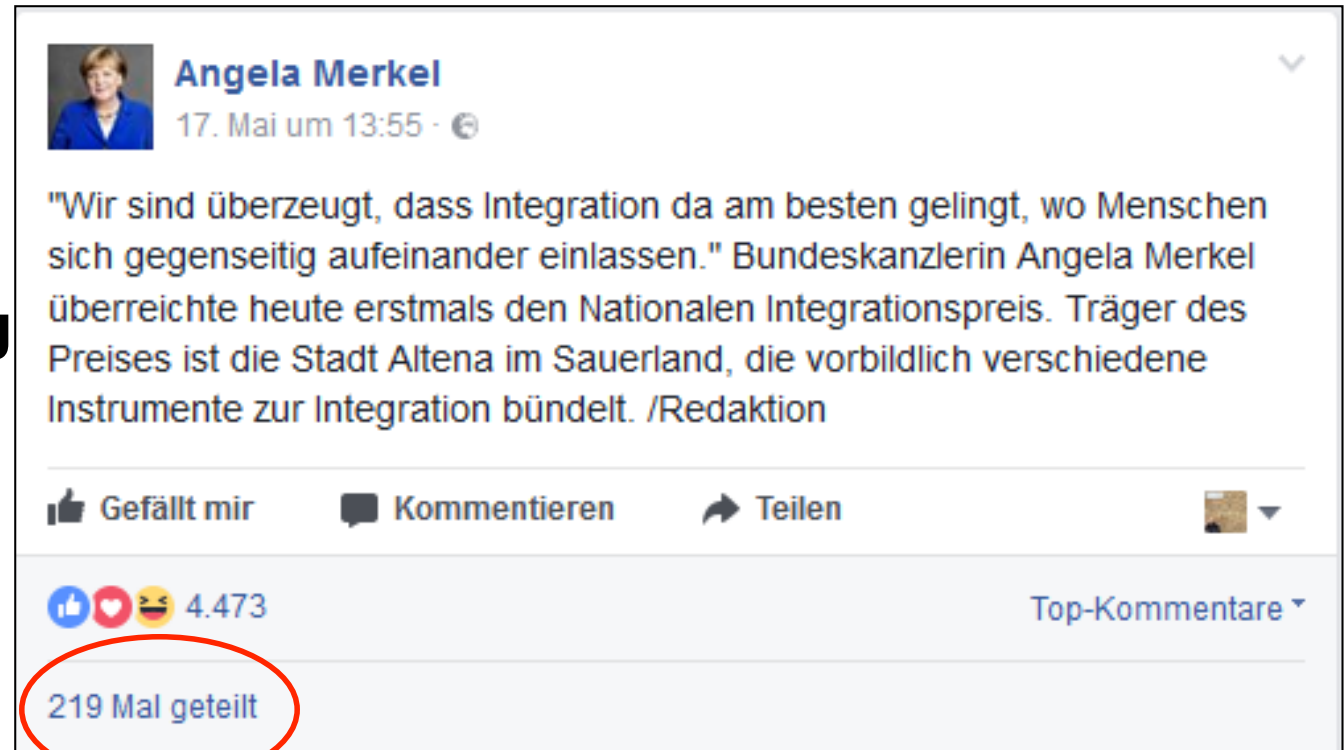 Angela Merkel
17. Mai um 13:55 ·
"Wir sind überzeugt, dass Integration da am besten gelingt, wo Menschen
sich gegenseitig aufeinander einlassen." Bundeskanzlerin Angela Merkel
überreichte heute erstmals den Nationalen Integrationspreis. Träger des
Preises ist die Stadt Altena im Sauerland, die vorbildlich verschiedene
Instrumente zur Integration bündelt. /Redaktion
Gefällt mir Kommentieren Teilen
4.473 Top-Kommentare
219 Mal geteilt